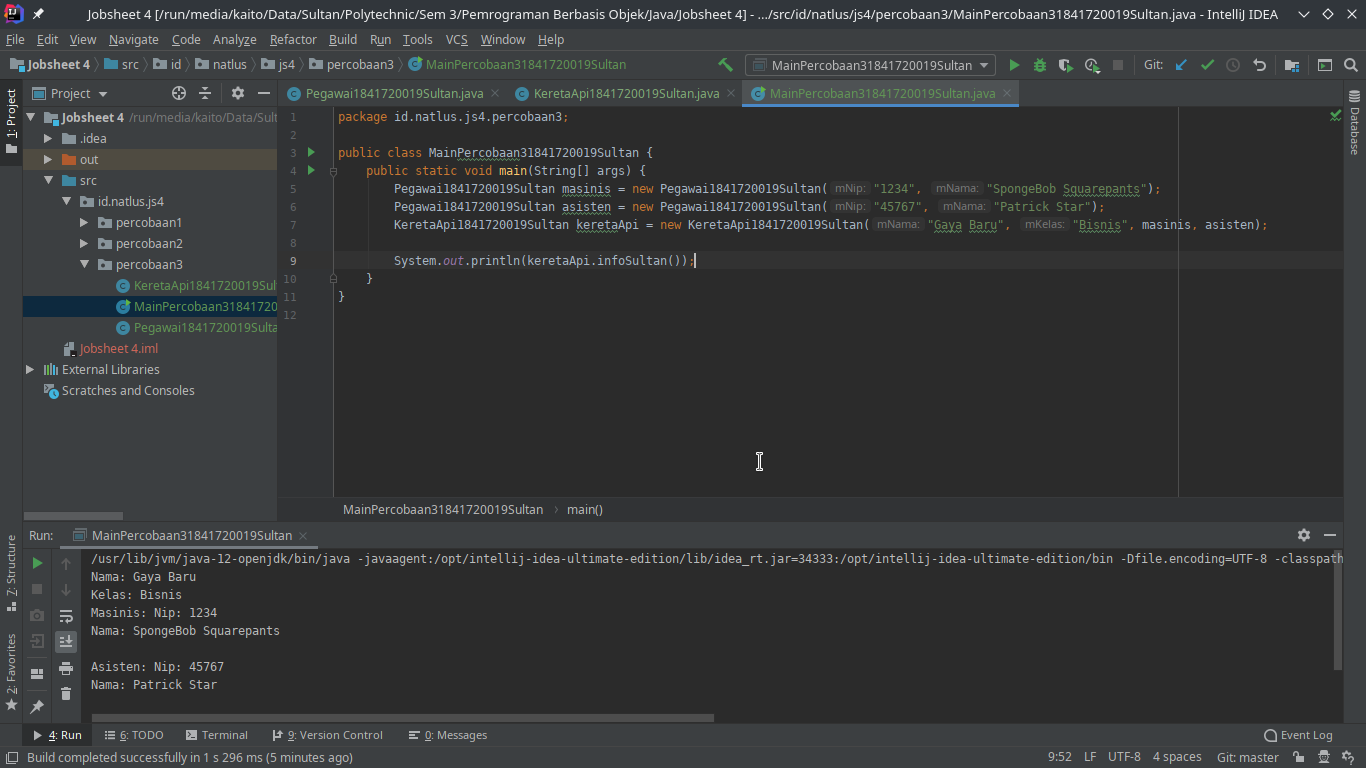 Jobsheet 4 [/run/media/kaito/Data/Sultan/Polytechnic/Sem 3/Pemrograman Berbasis Objek/Java/Jobsheet 4] - .../src/id/natlus/js4/percobaan3/MainPercobaan31841720019Sultan.java - IntelliJ IDEA
File Edit View Navigate Code Analyze Refactor Build Run Tools VCS Window Help
Jobsheet 4 src id natlus js4 percobaan3 MainPercobaan31841720019Sultan MainPercobaan31841720019Sultan Git:
1: Project
Project
Pegawai1841720019Sultan.java KeretaApi1841720019Sultan.java MainPercobaan31841720019Sultan.java
Database
Jobsheet 4 /run/media/kaito/Data/Sult
.idea
out
src
id.natlus.js4
percobaan1
percobaan2
percobaan3
KeretaApi1841720019Sul
MainPercobaan31841720
Pegawai1841720019Sulta
Jobsheet 4.iml
External Libraries
Scratches and Consoles
1 package id.natlus.js4.percobaan3;
2
3 public class MainPercobaan31841720019Sultan {
4 public static void main(String[] args) {
5 Pegawai1841720019Sultan masinis = new Pegawai1841720019Sultan( mNip: "1234", mNama: "SpongeBob Squarepants");
6 Pegawai1841720019Sultan asisten = new Pegawai1841720019Sultan( mNip: "45767", mNama: "Patrick Star");
7 KeretaApi1841720019Sultan keretaApi = new KeretaApi1841720019Sultan( mNama: "Gaya Baru", mKelas: "Bisnis", masinis, asisten);
8
9 System.out.println(keretaApi.infoSultan());
10 }
11 }
12
MainPercobaan31841720019Sultan main()
Run: MainPercobaan31841720019Sultan
7: Structure
2: Favorites
/usr/lib/jvm/java-12-openjdk/bin/java -javaagent:/opt/intellij-idea-ultimate-edition/lib/idea_rt.jar=34333:/opt/intellij-idea-ultimate-edition/bin -Dfile.encoding=UTF-8 -classpath
Nama: Gaya Baru
Kelas: Bisnis
Masinis: Nip: 1234
Nama: SpongeBob Squarepants
Asisten: Nip: 45767
Nama: Patrick Star
4: Run 6: TODO Terminal 9: Version Control 0: Messages Event Log
Build completed successfully in 1 s 296 ms (5 minutes ago) 9:52 LF UTF-8 4 spaces Git: master